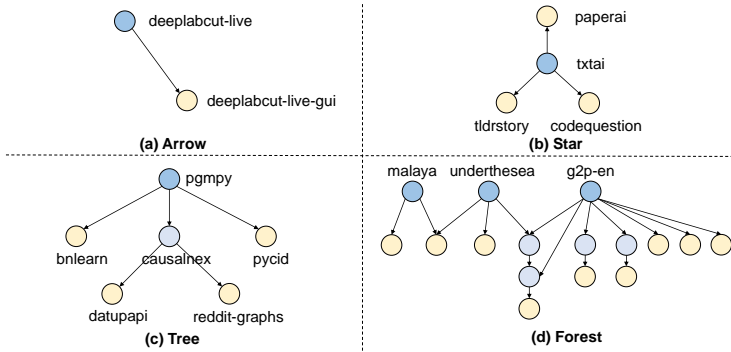 deeplabcut-live
deeplabcut-live-gui
(a) Arrow
paperai
txtai
tldrstory codequestion
(b) Star
pgmpy
bnlearn causalnex pycid
datupapi reddit-graphs
(c) Tree
malaya underthesea g2p-en
(d) Forest